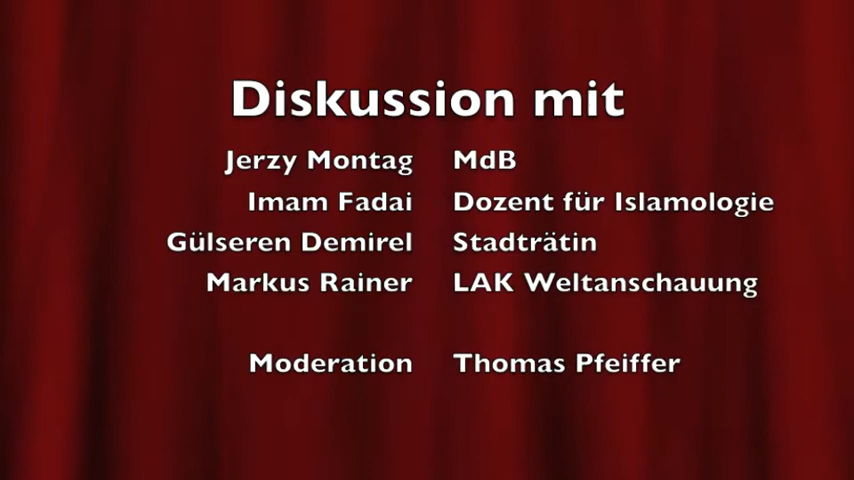 Diskussion mit
Jerzy Montag MdB
Imam Fadai Dozent für Islamologie
Gülseren Demirel Stadträtin
Markus Rainer LAK Weltanschauung
Moderation Thomas Pfeiffer